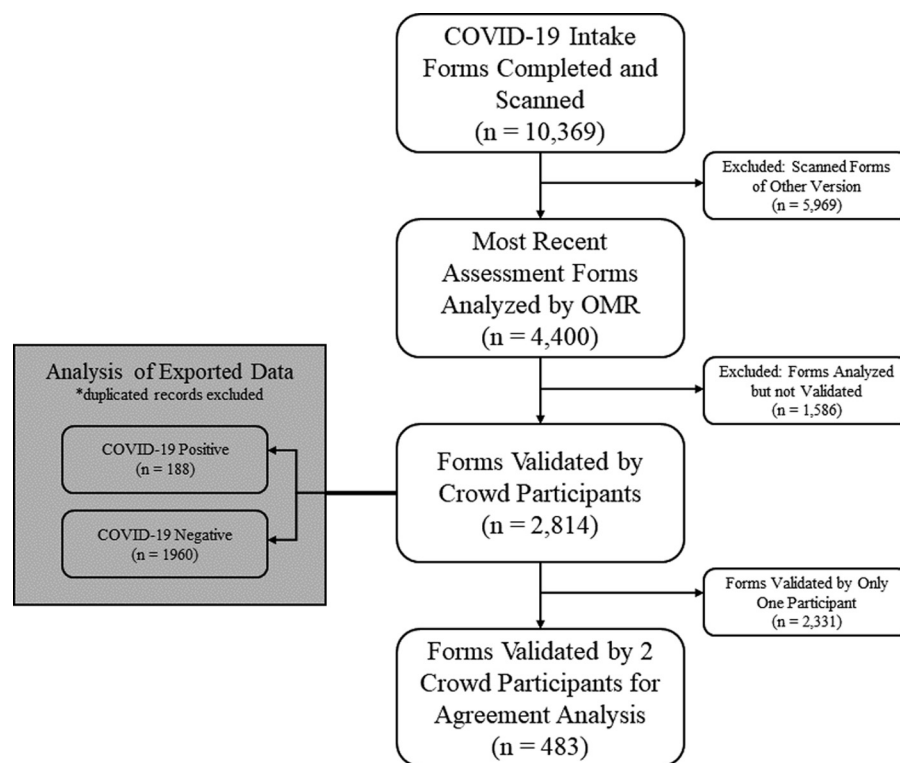 COVID-19 Intake
Forms Completed and
Scanned
(n = 10,369)
Excluded: Scanned Forms
of Other Version
(n = 5,969)
Most Recent
Assessment Forms
Analyzed by OMR
(n = 4,400)
Excluded: Forms Analyzed
but not Validated
(n = 1,586)
Analysis of Exported Data
*duplicated records excluded
COVID-19 Positive
(n = 188)
COVID-19 Negative
(n = 1960)
Forms Validated by
Crowd Participants
(n = 2,814)
Forms Validated by Only
One Participant
(n = 2,331)
Forms Validated by 2
Crowd Participants for
Agreement Analysis
(n = 483)